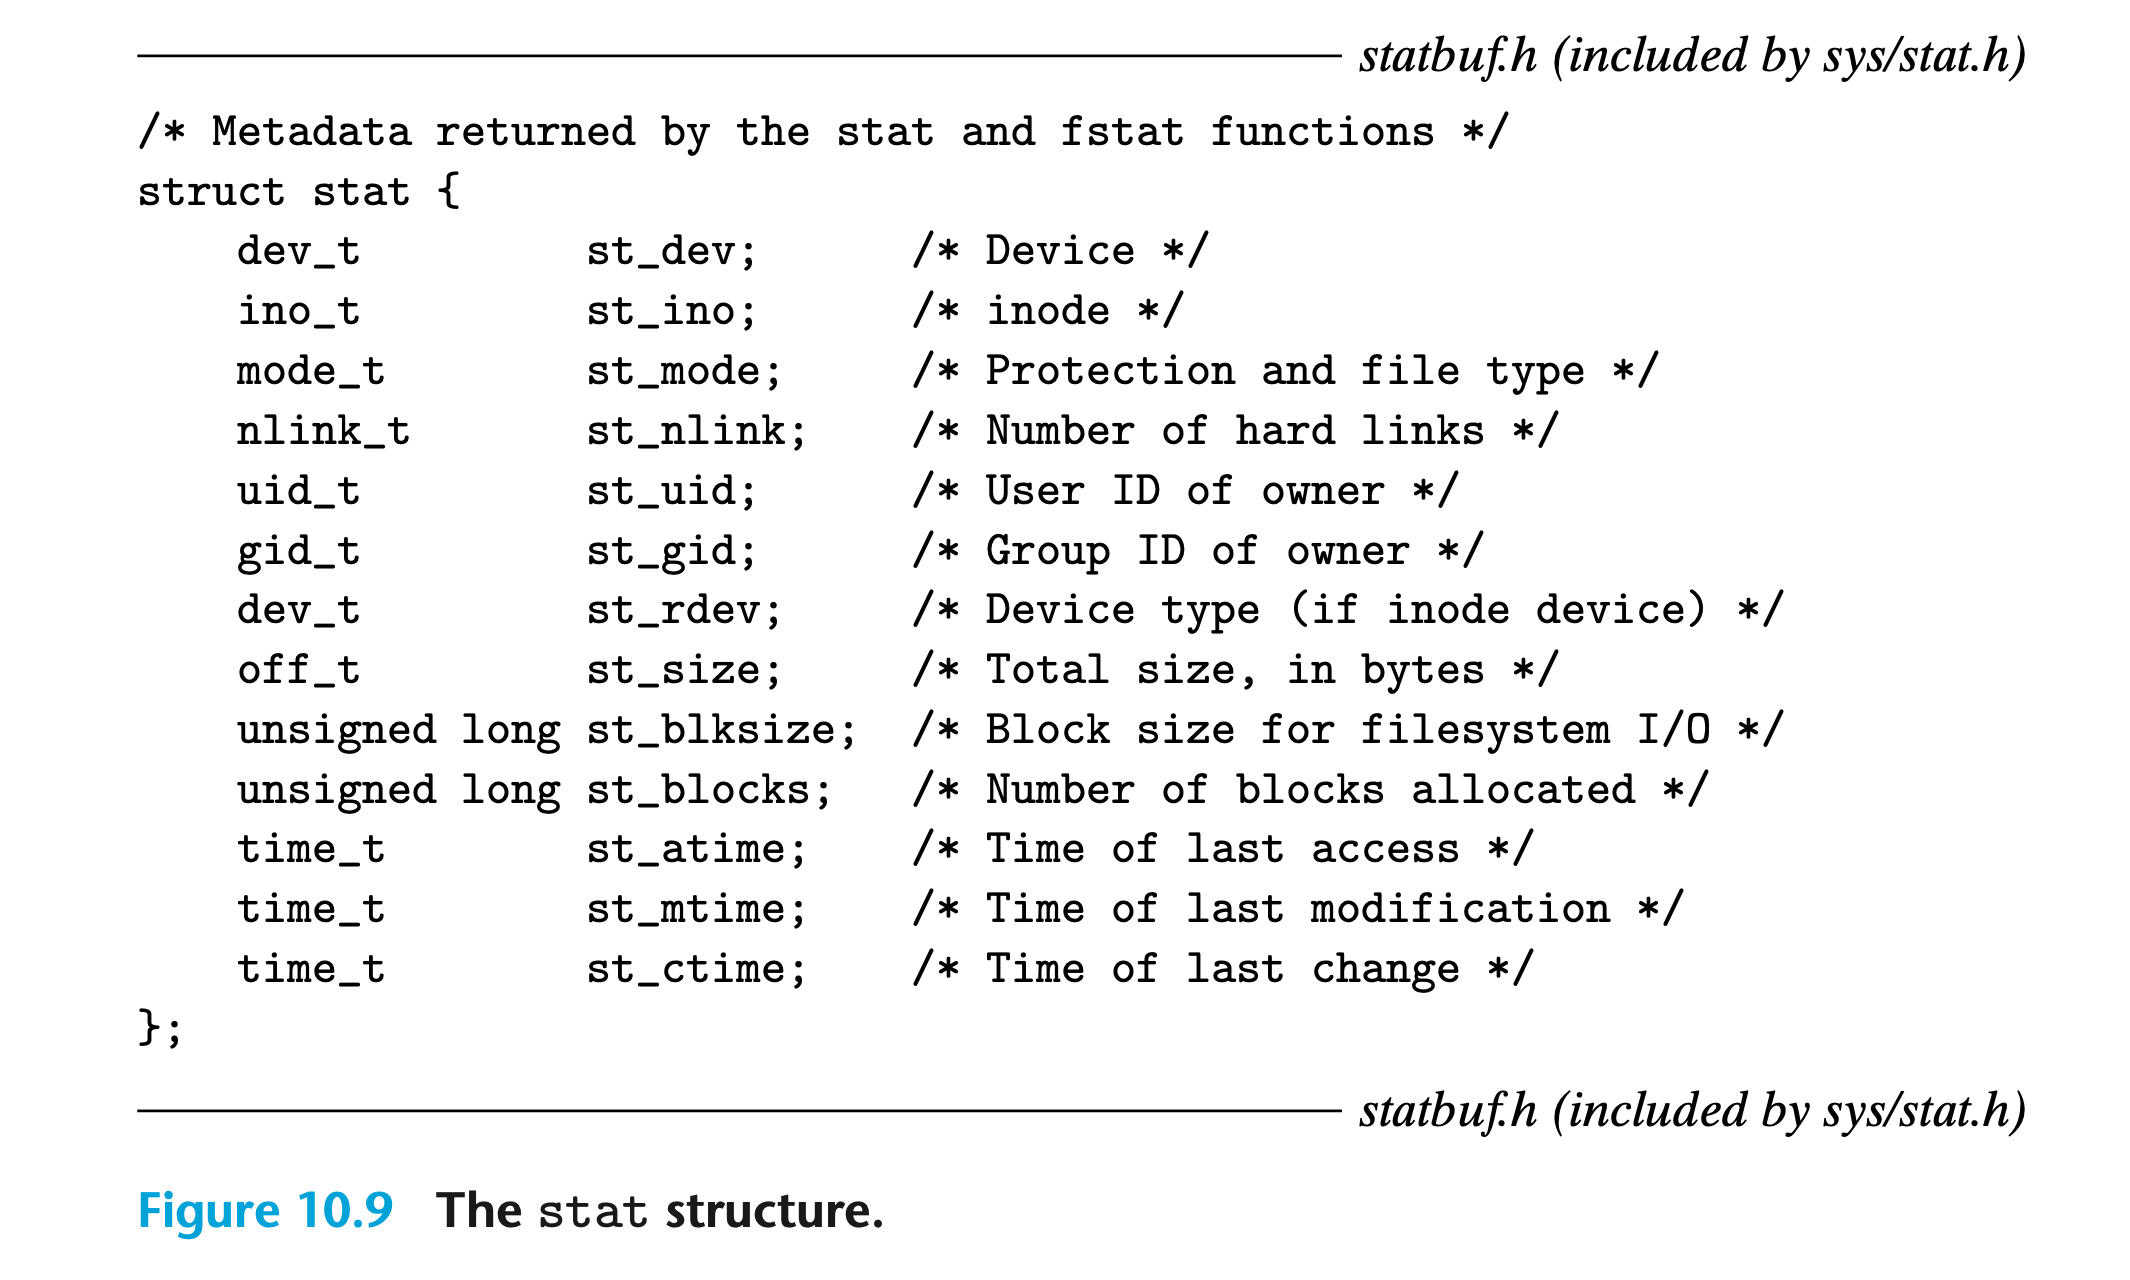 statbuf.h (included by sys/stat.h)
/* Metadata returned by the stat and fstat functions */
struct stat {
    dev_t         st_dev;      /* Device */
    ino_t         st_ino;      /* inode */
    mode_t        st_mode;     /* Protection and file type */
    nlink_t       st_nlink;    /* Number of hard links */
    uid_t         st_uid;      /* User ID of owner */
    gid_t         st_gid;      /* Group ID of owner */
    dev_t         st_rdev;     /* Device type (if inode device) */
    off_t         st_size;     /* Total size, in bytes */
    unsigned long st_blksize;  /* Block size for filesystem I/O */
    unsigned long st_blocks;   /* Number of blocks allocated */
    time_t        st_atime;    /* Time of last access */
    time_t        st_mtime;    /* Time of last modification */
    time_t        st_ctime;    /* Time of last change */
};
statbuf.h (included by sys/stat.h)
Figure 10.9 The stat structure.